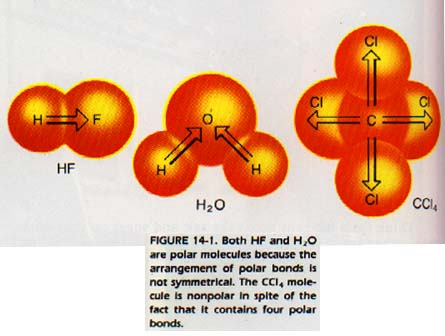 H F
HF
O
H H
H₂O
Cl
Cl C Cl
Cl
CCl₄
FIGURE 14-1. Both HF and H₂O
are polar molecules because the
arrangement of polar bonds is
not symmetrical. The CCl₄ mole-
cule is nonpolar in spite of the
fact that it contains four polar
bonds.